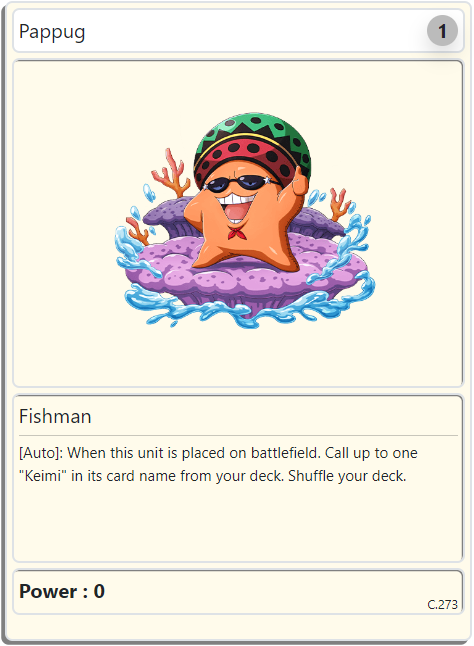 Pappug
1
Fishman
[Auto]: When this unit is placed on battlefield. Call up to one
"Keimi" in its card name from your deck. Shuffle your deck.
Power : 0
C.273